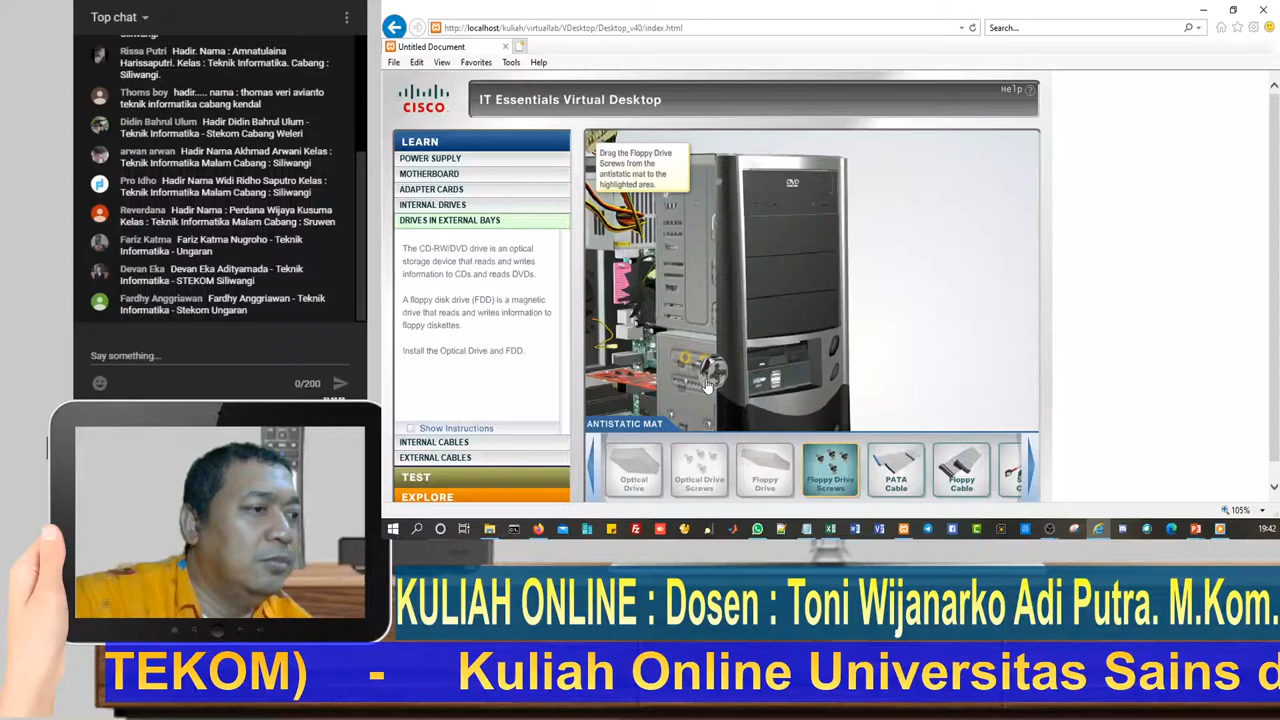 Top chat
Rissa Putri Hadir. Nama : Amnatulaina
Harissaputri. Kelas : Teknik Informatika. Cabang :
Siliwangi.
Thoms boy hadir..... nama : thomas veri avianto
teknik informatika cabang kendal
Didin Bahrul Ulum Hadir Didin Bahrul Ulum -
Teknik Informatika - Stekom Cabang Weleri
arwan arwan Hadir Nama Akhmad Arwani Kelas :
Teknik Informatika Malam Cabang : Siliwangi
Pro Idho Hadir Nama Widi Ridho Saputro Kelas :
Teknik Informatika Malam Cabang : Siliwangi
Reverdana Hadir Nama : Perdana Wijaya Kusuma
Kelas : Teknik Informatika Malam Cabang : Sruwen
Fariz Katma Fariz Katma Nugroho - Teknik
Informatika - Ungaran
Devan Eka Devan Eka Adityamada - Teknik
Informatika - STEKOM Siliwangi
Fardhy Anggriawan Fardhy Anggriawan - Teknik
Informatika - Stekom Ungaran
Say something...
0/200
http://localhost/kuliah/virtuallab/VDesktop/Desktop_v40/index.html
Search...
Untitled Document
File Edit View Favorites Tools Help
CISCO
IT Essentials Virtual Desktop
Help
LEARN
POWER SUPPLY
MOTHERBOARD
ADAPTER CARDS
INTERNAL DRIVES
DRIVES IN EXTERNAL BAYS
The CD-RW/DVD drive is an optical
storage device that reads and writes
information to CDs and reads DVDs.
A floppy disk drive (FDD) is a magnetic
drive that reads and writes information to
floppy diskettes.
Install the Optical Drive and FDD.
Show Instructions
INTERNAL CABLES
EXTERNAL CABLES
TEST
EXPLORE
Drag the Floppy Drive
Screws from the
antistatic mat to the
highlighted area.
DVD
ANTISTATIC MAT
Optical
Drive
Optical Drive
Screws
Floppy
Drive
Floppy Drive
Screws
PATA
Cable
Floppy
Cable
105%
19:42
KULIAH ONLINE : Dosen : Toni Wijanarko Adi Putra. M.Kom.
TEKOM) - Kuliah Online Universitas Sains d